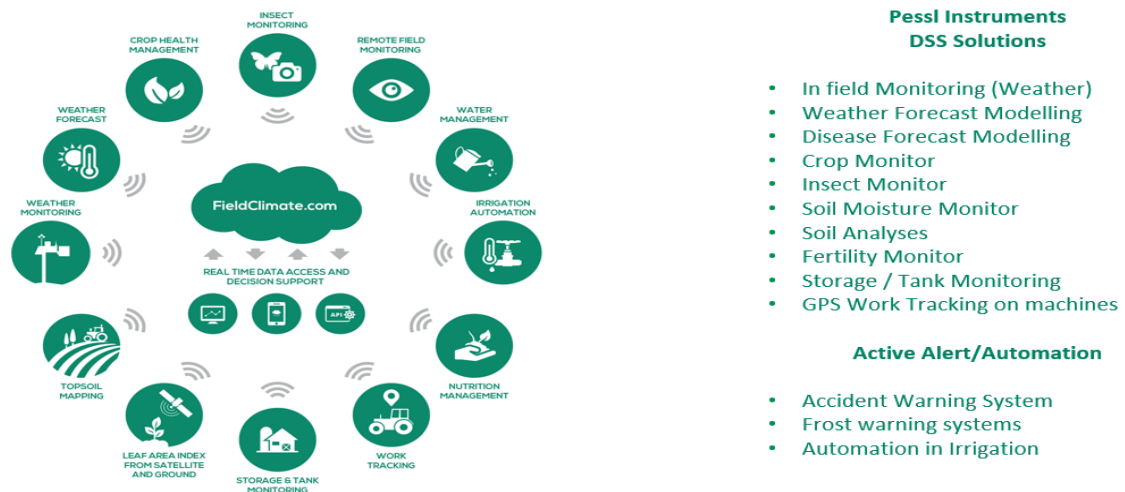 INSECT
MONITORING
CROP HEALTH
MANAGEMENT
REMOTE FIELD
MONITORING
WEATHER
FORECAST
WATER
MANAGEMENT
WEATHER
MONITORING
IRRIGATION
AUTOMATION
FieldClimate.com
REAL TIME DATA ACCESS AND
DECISION SUPPORT
API
TOPSOIL
MAPPING
NUTRITION
MANAGEMENT
LEAF AREA INDEX
FROM SATELLITE
AND GROUND
WORK
TRACKING
STORAGE & TANK
MONITORING
Pessl Instruments
DSS Solutions
• In field Monitoring (Weather)
• Weather Forecast Modelling
• Disease Forecast Modelling
• Crop Monitor
• Insect Monitor
• Soil Moisture Monitor
• Soil Analyses
• Fertility Monitor
• Storage / Tank Monitoring
• GPS Work Tracking on machines
Active Alert/Automation
• Accident Warning System
• Frost warning systems
• Automation in Irrigation